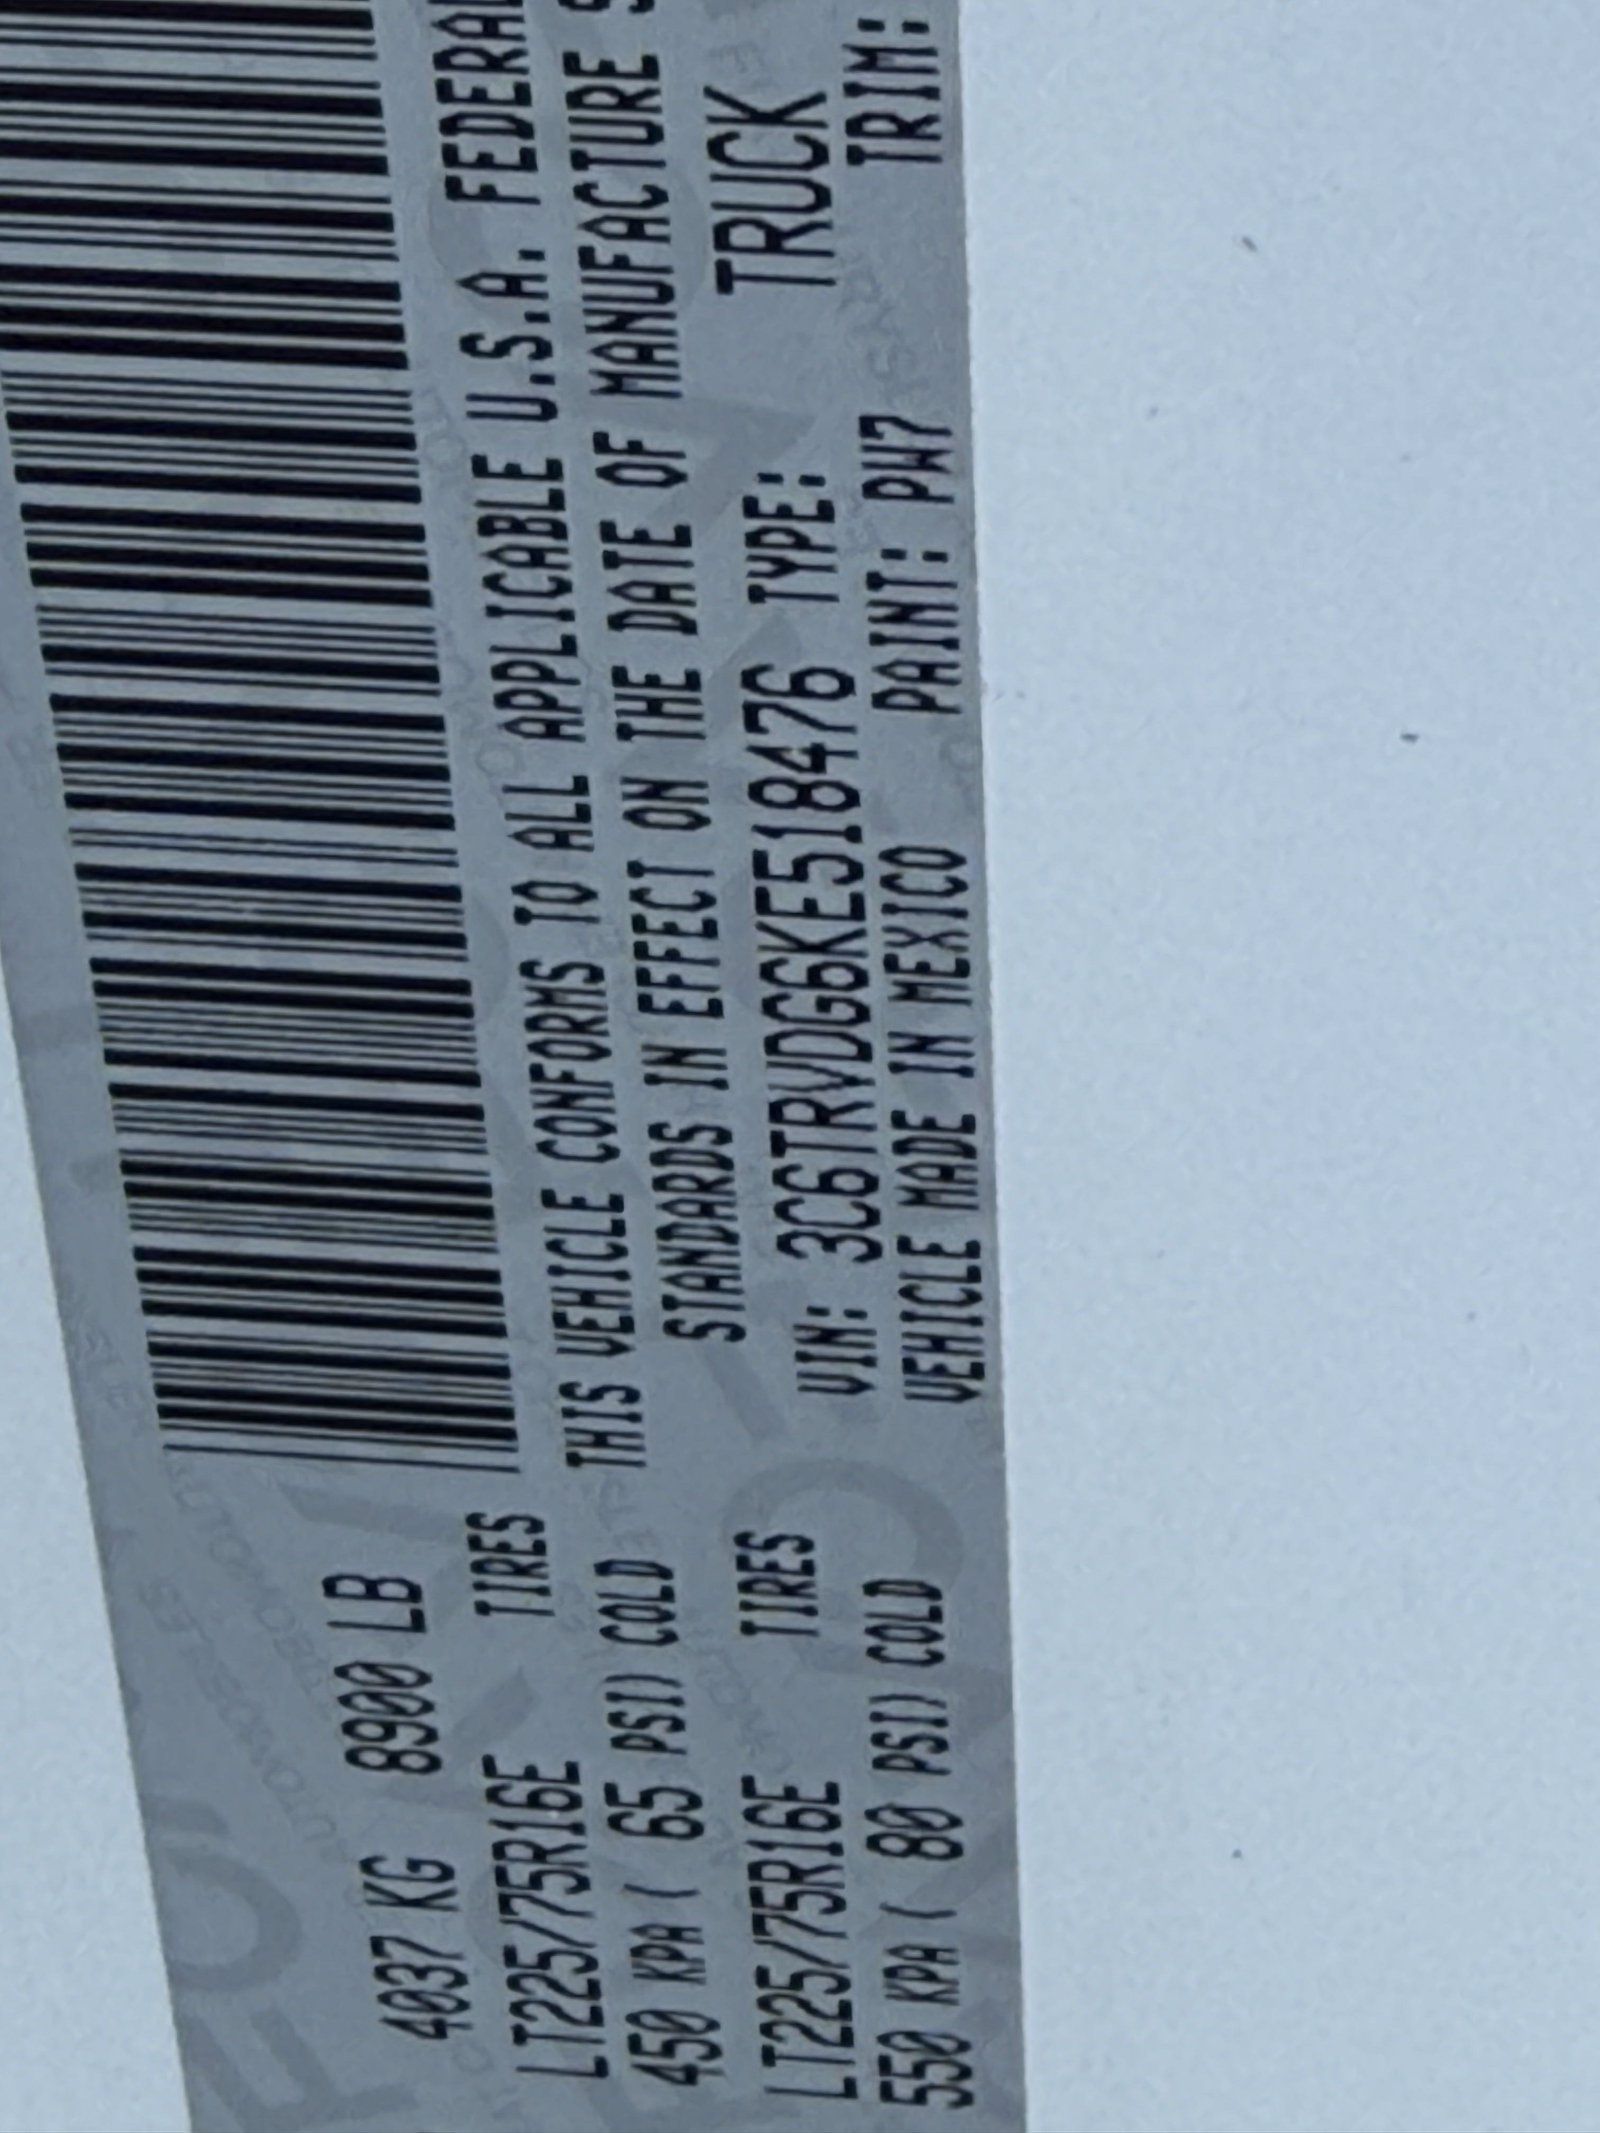 4037 KG 8900 LB
LT225/75R16E TIRES
450 KPA ( 65 PSI) COLD
LT225/75R16E TIRES
550 KPA ( 80 PSI) COLD
THIS VEHICLE CONFORMS TO ALL APPLICABLE U.S.A. FEDERAL
STANDARDS IN EFFECT ON THE DATE OF MANUFACTURE
VIN: 3C6TRVDG6KE518476 TYPE: TRUCK
VEHICLE MADE IN MEXICO PAINT: PW7 TRIM: